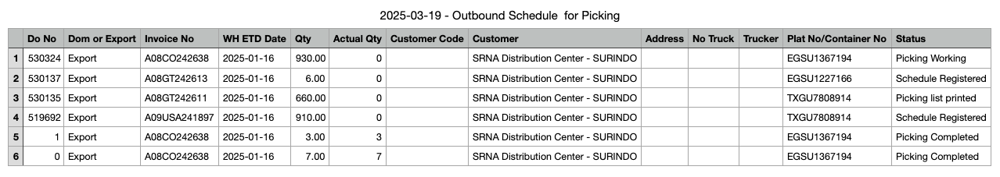 2025-03-19 - Outbound Schedule  for Picking
Do No Dom or Export Invoice No WH ETD Date Qty Actual Qty Customer Code Customer Address No Truck Trucker Plat No/Container No Status
1 530324 Export A08CO242638 2025-01-16 930.00 0 SRNA Distribution Center - SURINDO EGSU1367194 Picking Working
2 530137 Export A08GT242613 2025-01-16 6.00 0 SRNA Distribution Center - SURINDO EGSU1227166 Schedule Registered
3 530135 Export A08GT242611 2025-01-16 660.00 0 SRNA Distribution Center - SURINDO TXGU7808914 Picking list printed
4 519692 Export A09USA241897 2025-01-16 910.00 0 SRNA Distribution Center - SURINDO TXGU7808914 Schedule Registered
5 1 Export A08CO242638 2025-01-16 3.00 3 SRNA Distribution Center - SURINDO EGSU1367194 Picking Completed
6 0 Export A08CO242638 2025-01-16 7.00 7 SRNA Distribution Center - SURINDO EGSU1367194 Picking Completed